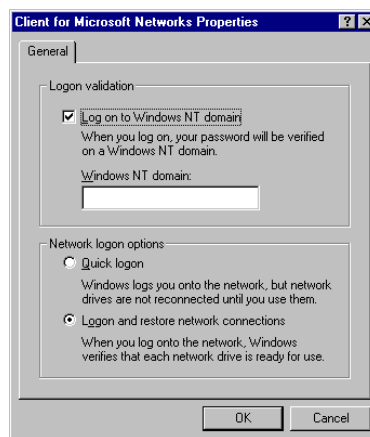 Client for Microsoft Networks Properties
General
Logon validation
Log on to Windows NT domain
When you log on, your password will be verified
on a Windows NT domain.
Windows NT domain:
Network logon options
Quick logon
Windows logs you onto the network, but network
drives are not reconnected until you use them.
Logon and restore network connections
When you log onto the network, Windows
verifies that each network drive is ready for use.
OK Cancel